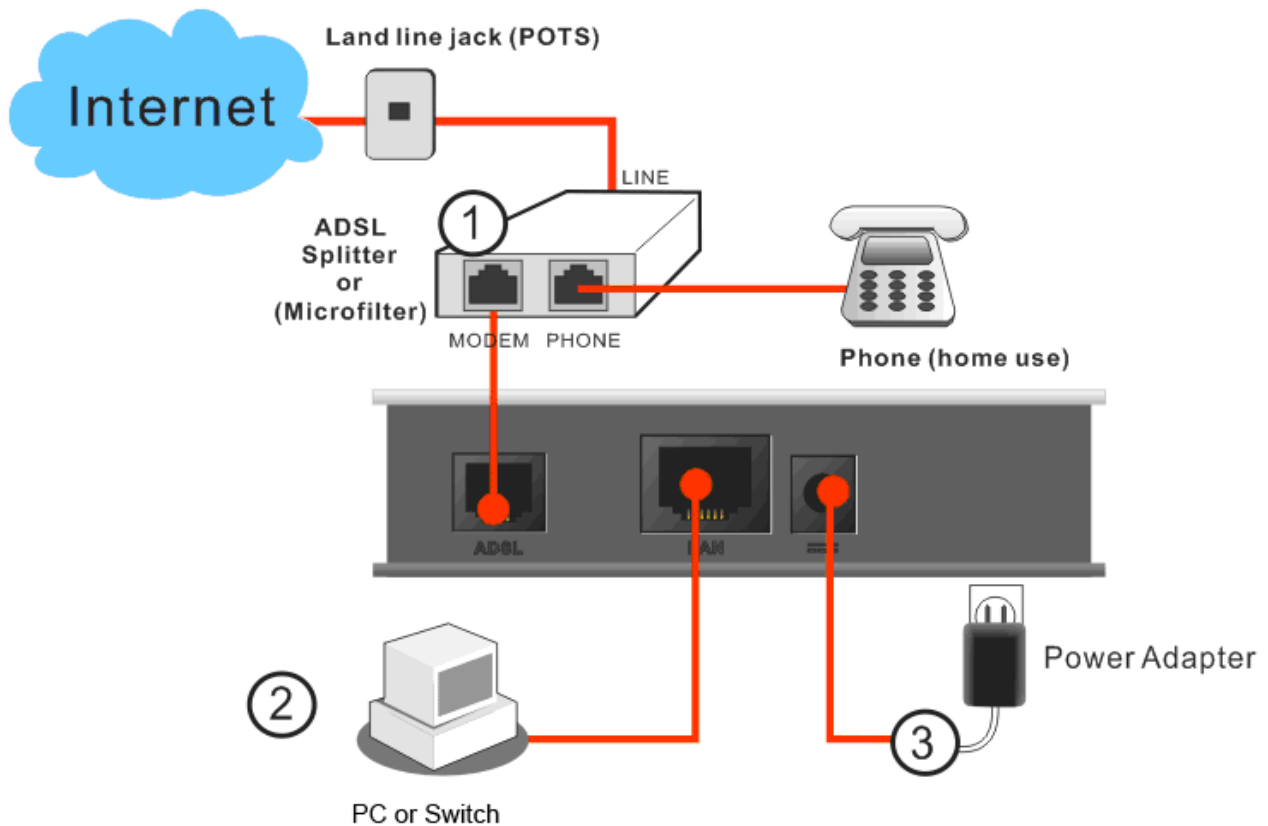 Land line jack (POTS)
Internet
LINE
1
ADSL
Splitter
or
(Microfilter)
MODEM PHONE
Phone (home use)
ADSL
LAN
Power Adapter
2
3
PC or Switch